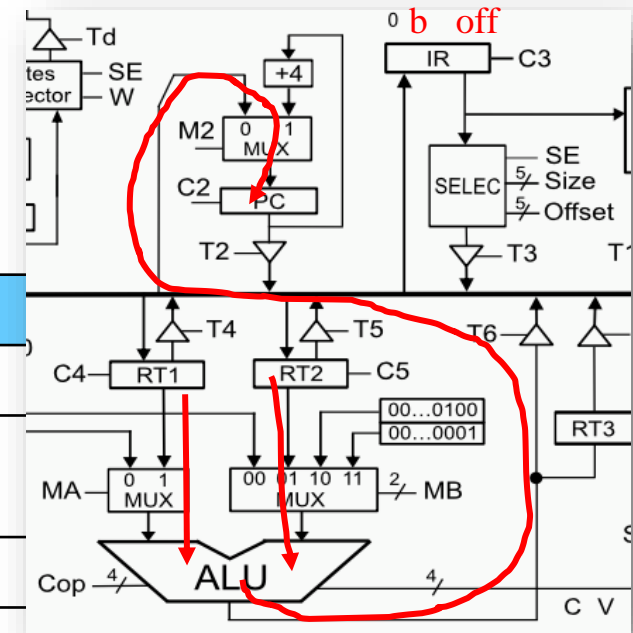 0 b off
Td
+4
IR
C3
tes
ector
SE
W
M2
0 1
MUX
SE
C2
PC
SELEC
5 Size
5 Offset
T2
T3
T1
T4
T5
T6
C4
RT1
RT2
C5
00...0100
00...0001
RT3
MA
0 1
MUX
00 01 10 11
MUX
2
MB
Cop
4
ALU
4
C V